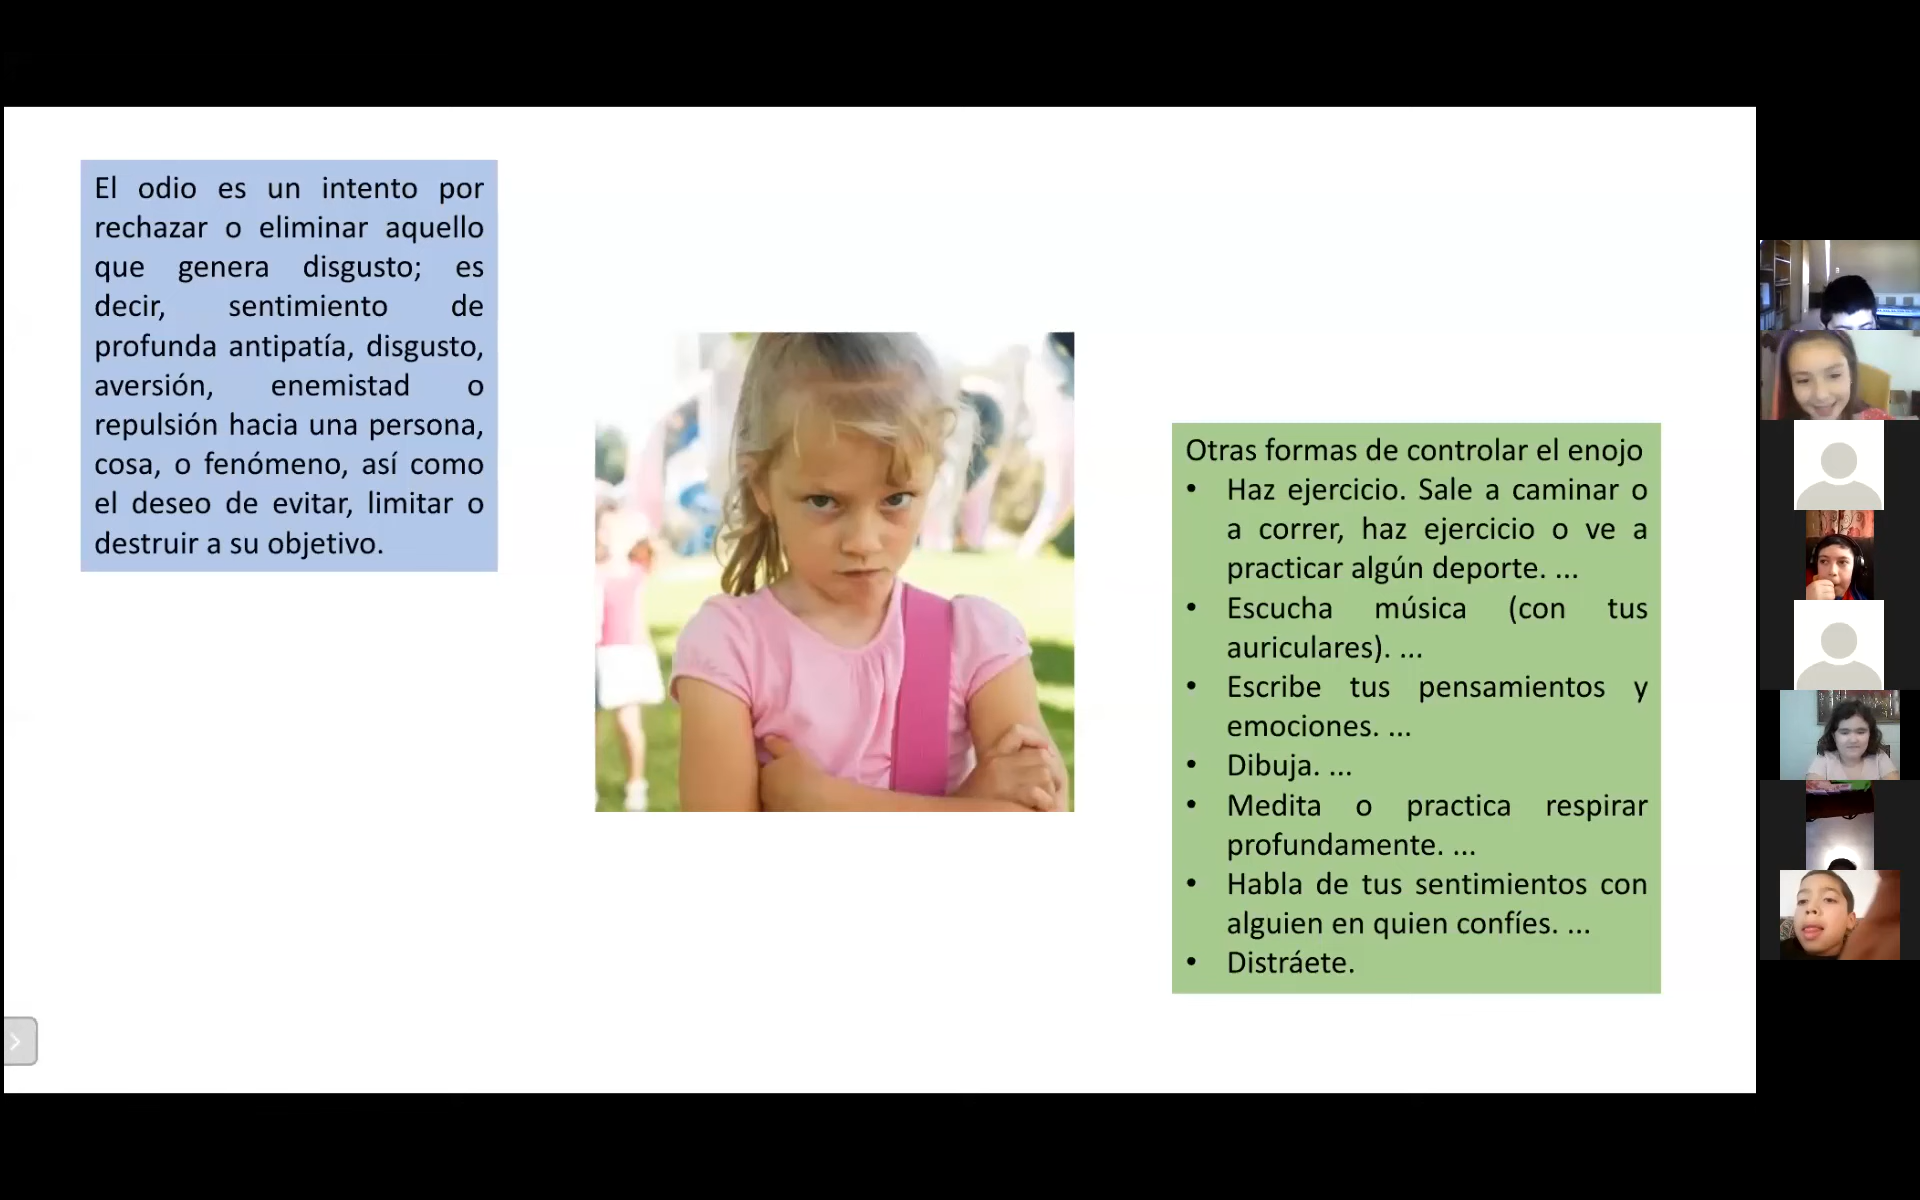 El odio es un intento por
rechazar o eliminar aquello
que genera disgusto; es
decir, sentimiento de
profunda antipatía, disgusto,
aversión, enemistad o
repulsión hacia una persona,
cosa, o fenómeno, así como
el deseo de evitar, limitar o
destruir a su objetivo.
Otras formas de controlar el enojo
• Haz ejercicio. Sale a caminar o
a correr, haz ejercicio o ve a
practicar algún deporte. ...
• Escucha música (con tus
auriculares). ...
• Escribe tus pensamientos y
emociones. ...
• Dibuja. ...
• Medita o practica respirar
profundamente. ...
• Habla de tus sentimientos con
alguien en quien confíes. ...
• Distráete.